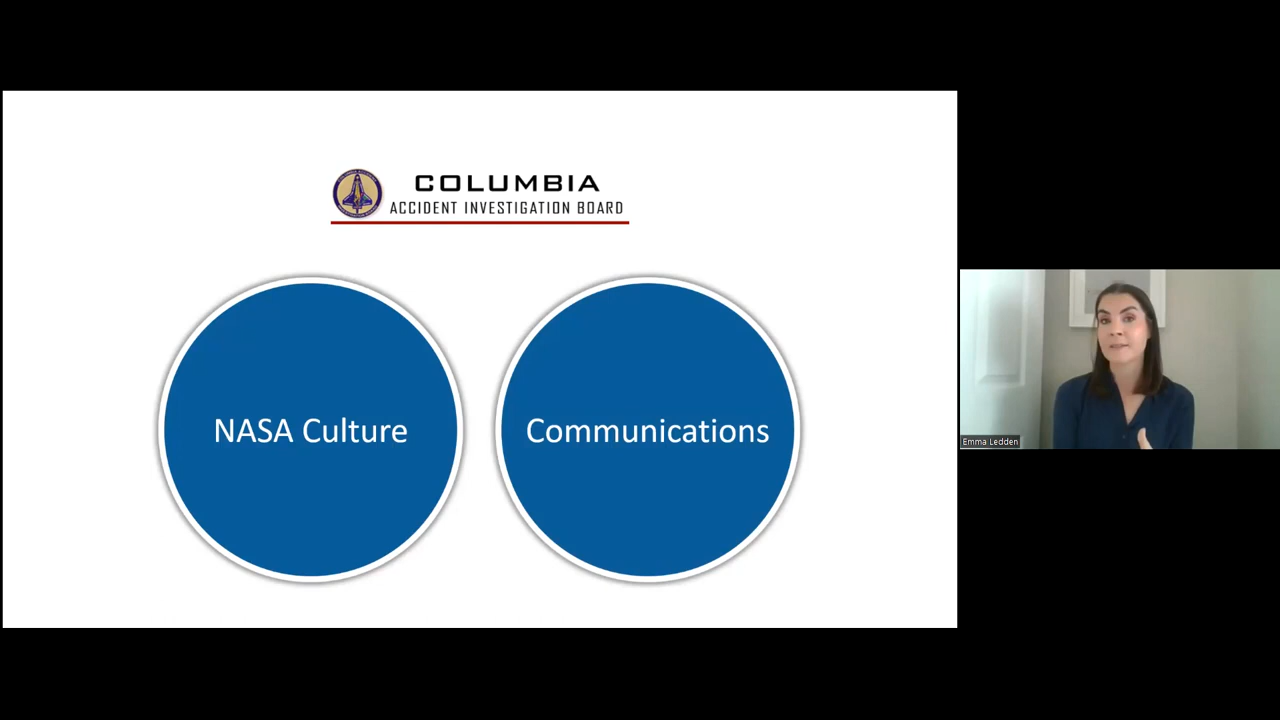 COLUMBIA
ACCIDENT INVESTIGATION BOARD
NASA Culture
Communications
Emma Ledden